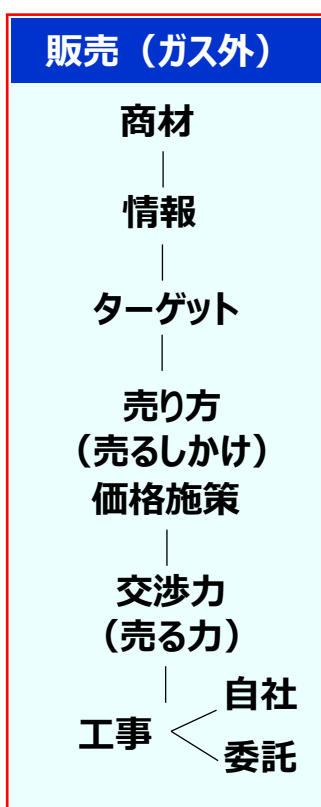 販売（ガス外）
商材
情報
ターゲット
売り方
（売るしかけ）
価格施策
交渉力
（売る力）
自社
工事
委託